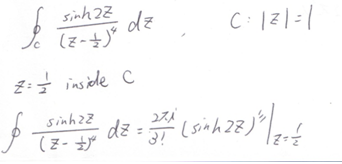 ∮_C sinh2z/(z-1/2)^4 dz , C: |z|=1
z=1/2 inside C
∮ sinh2z/(z-1/2)^4 dz = 2πi/3! (sinh2z)''' |_{z=1/2}